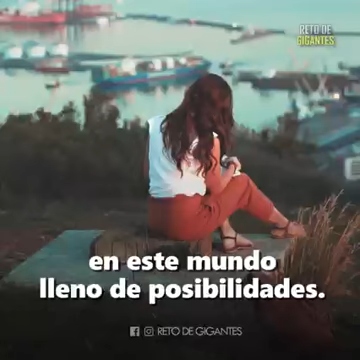 RETO DE
GIGANTES
en este mundo
lleno de posibilidades.
RETO DE GIGANTES